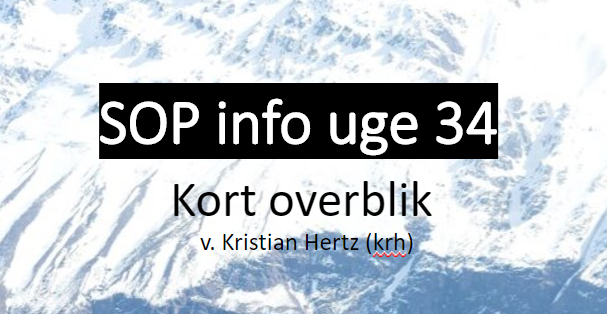 SOP info uge 34
Kort overblik
v. Kristian Hertz (krh)